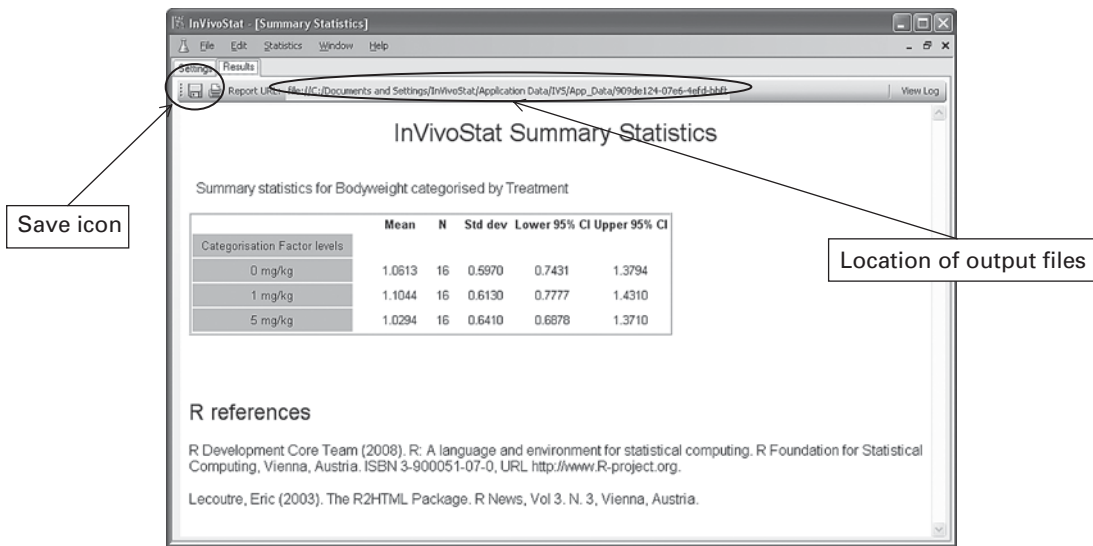 InVivoStat - [Summary Statistics]
File Edit Statistics Window Help
Settings Results
Report URL: file://C:/Documents and Settings/InVivoStat/Application Data/IVS/App_Data/909de124-07e6-4efd-bbf1 View Log
InVivoStat Summary Statistics
Save icon
Location of output files
Summary statistics for Bodyweight categorised by Treatment
Mean N Std dev Lower 95% CI Upper 95% CI
Categorisation Factor levels
0 mg/kg 1.0613 16 0.5970 0.7431 1.3794
1 mg/kg 1.1044 16 0.6130 0.7777 1.4310
5 mg/kg 1.0294 16 0.6410 0.6878 1.3710
R references
R Development Core Team (2008). R: A language and environment for statistical computing. R Foundation for Statistical
Computing, Vienna, Austria. ISBN 3-900051-07-0, URL http://www.R-project.org.
Lecoutre, Eric (2003). The R2HTML Package. R News, Vol 3. N. 3, Vienna, Austria.